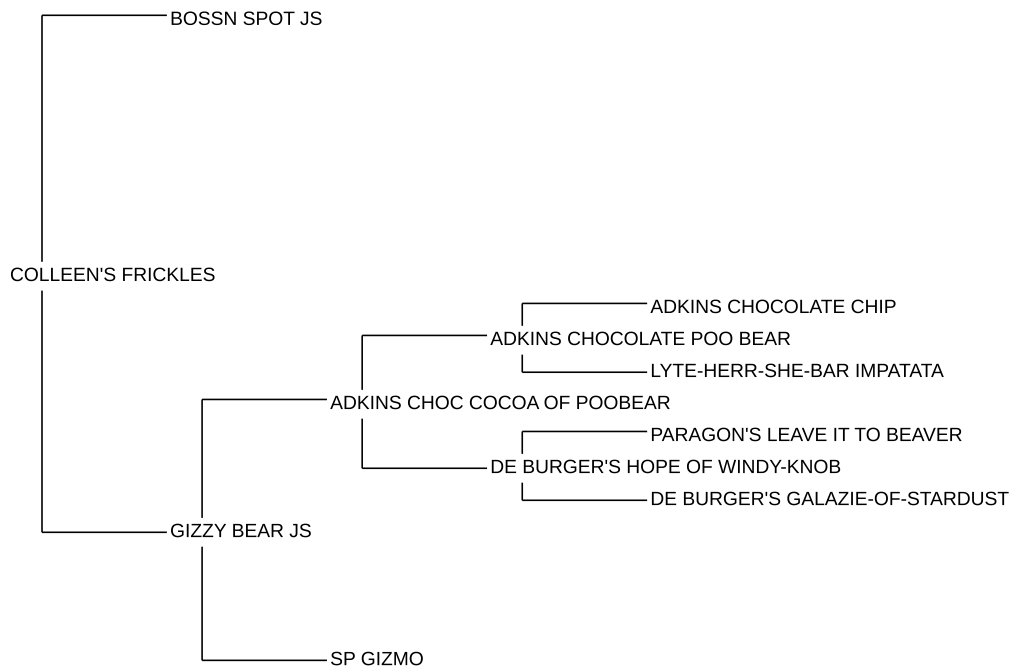 BOSSN SPOT JS
COLLEEN'S FRICKLES
ADKINS CHOCOLATE CHIP
ADKINS CHOCOLATE POO BEAR
LYTE-HERR-SHE-BAR IMPATATA
ADKINS CHOC COCOA OF POOBEAR
PARAGON'S LEAVE IT TO BEAVER
DE BURGER'S HOPE OF WINDY-KNOB
DE BURGER'S GALAZIE-OF-STARDUST
GIZZY BEAR JS
SP GIZMO